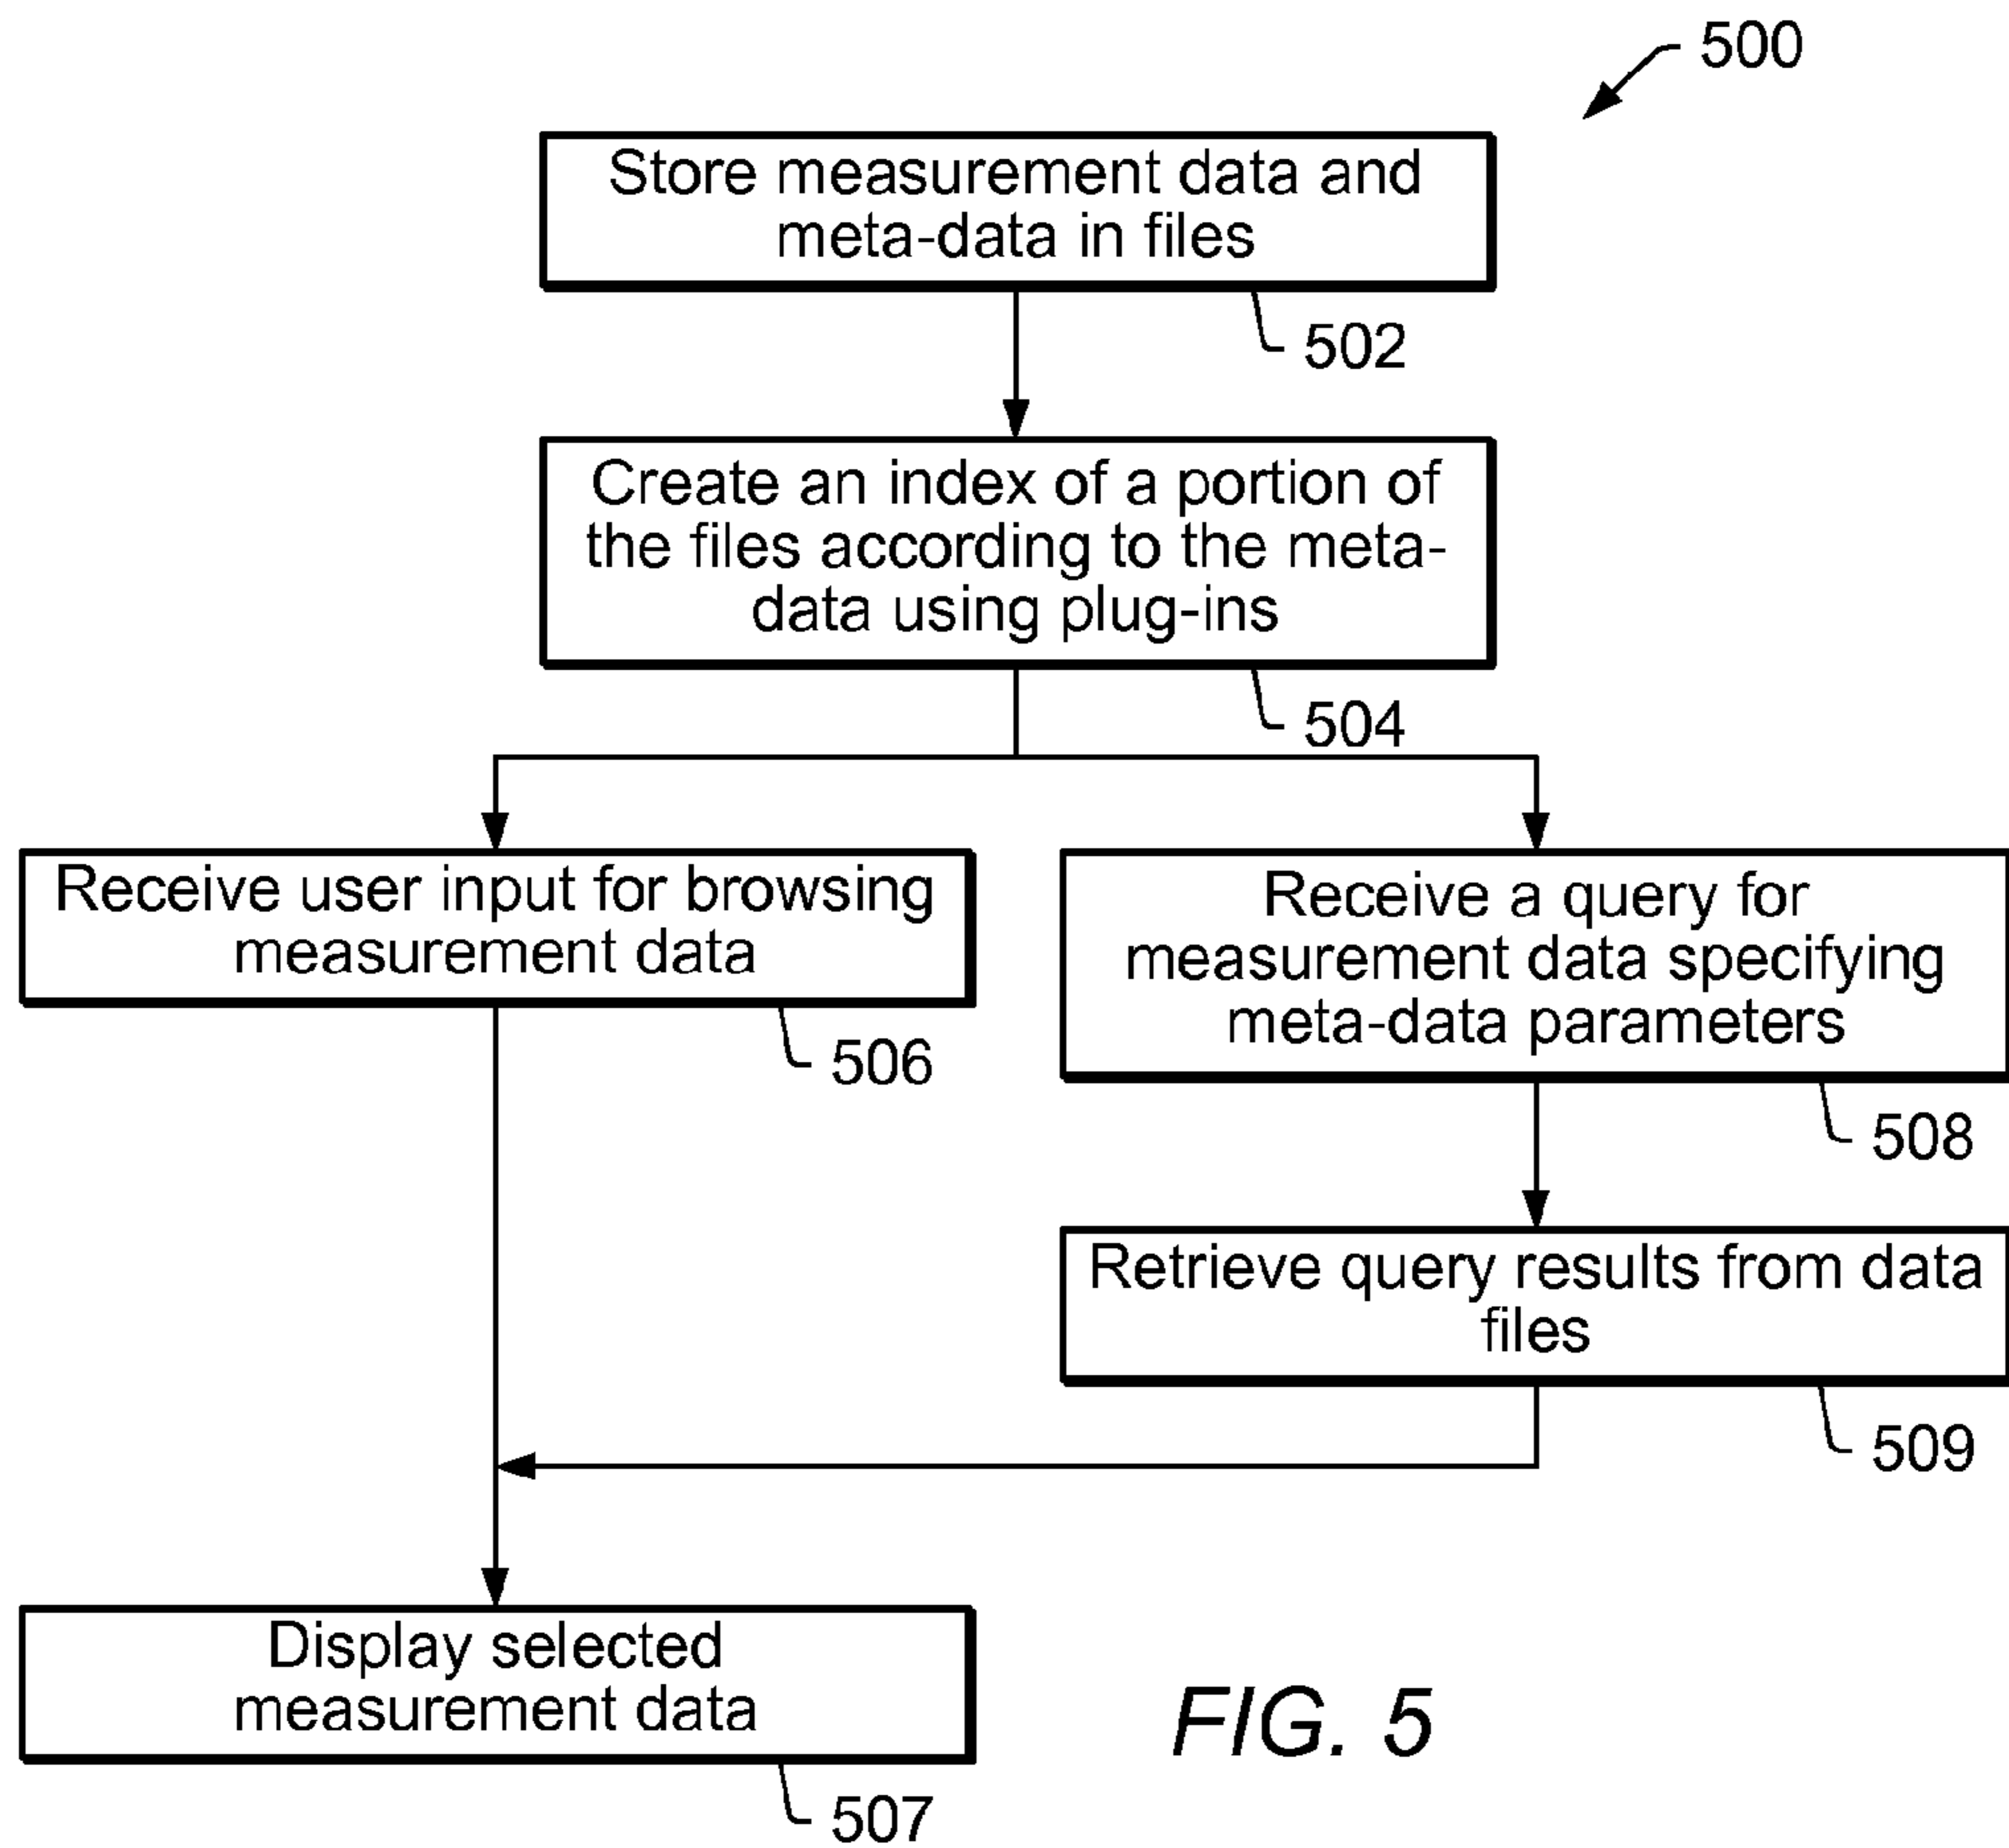 500
Store measurement data and
meta-data in files
502
Create an index of a portion of
the files according to the meta-
data using plug-ins
504
Receive user input for browsing
measurement data
506
Receive a query for
measurement data specifying
meta-data parameters
508
Retrieve query results from data
files
509
Display selected
measurement data
507
FIG. 5